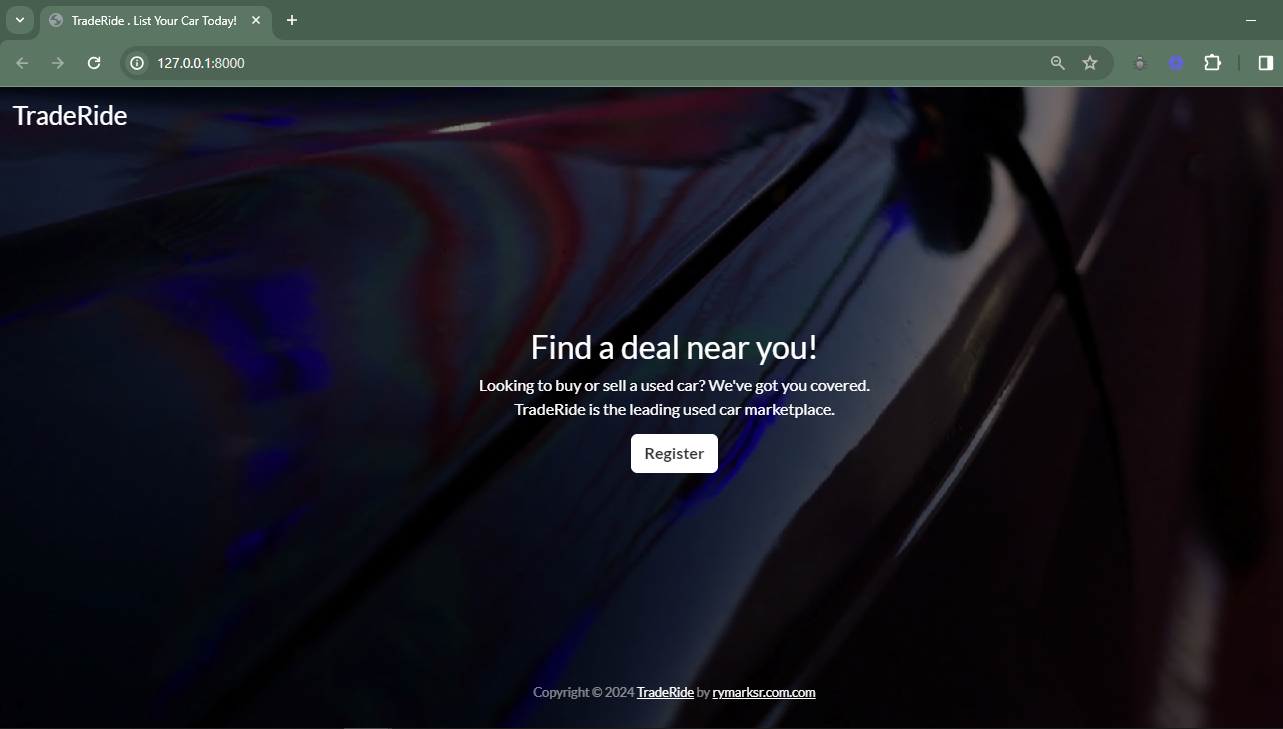 TradeRide . List Your Car Today!
127.0.0.1:8000
TradeRide
Find a deal near you!
Looking to buy or sell a used car? We've got you covered.
TradeRide is the leading used car marketplace.
Register
Copyright © 2024 TradeRide by rymarksr.com.com